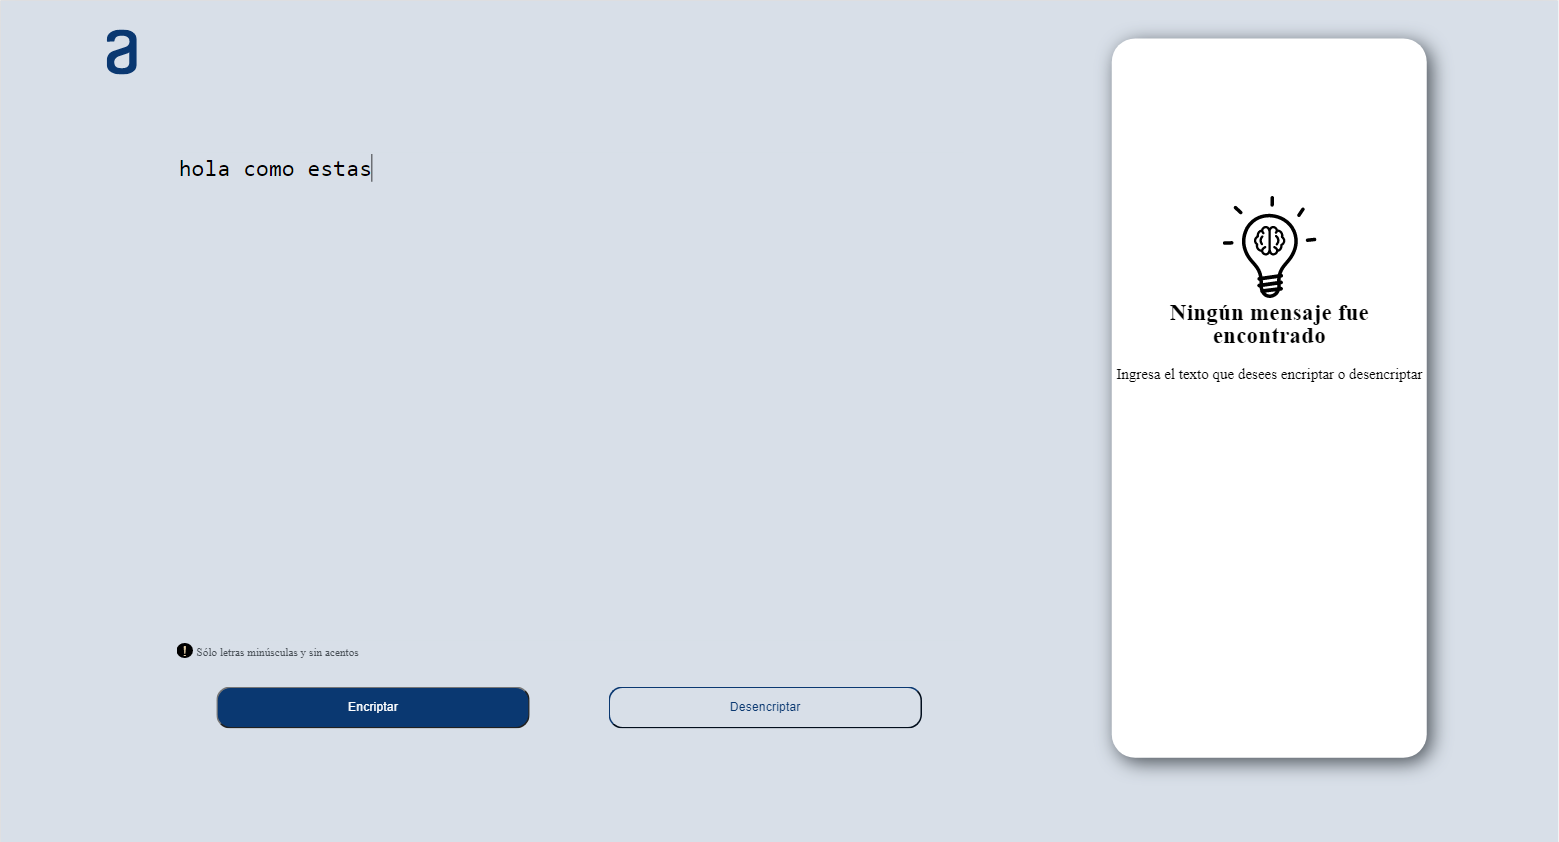 a
hola como estas
Ningún mensaje fue
encontrado
Ingresa el texto que desees encriptar o desencriptar
! Sólo letras minúsculas y sin acentos
Encriptar
Desencriptar